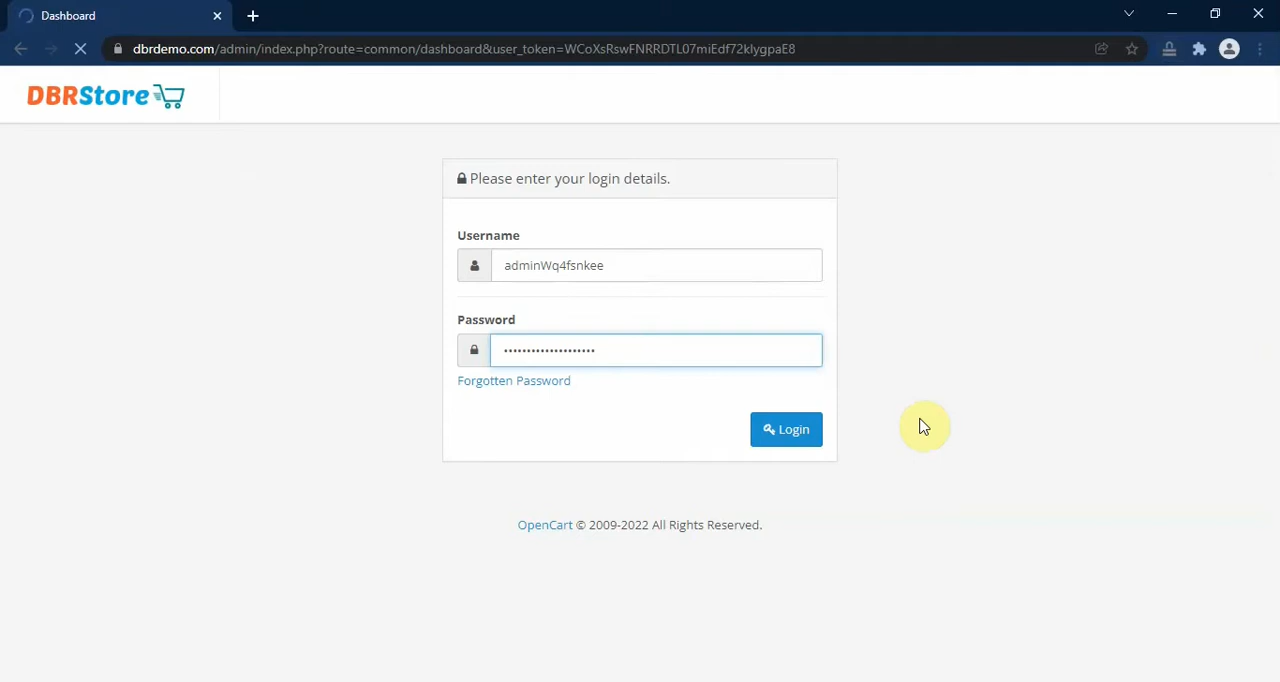 Dashboard
dbrdemo.com/admin/index.php?route=common/dashboard&user_token=WCoXsRswFNRRDTL07miEdf72klygpaE8
DBRStore
Please enter your login details.
Username
adminWq4fsnkee
Password
••••••••••••••••••••
Forgotten Password
Login
OpenCart © 2009-2022 All Rights Reserved.